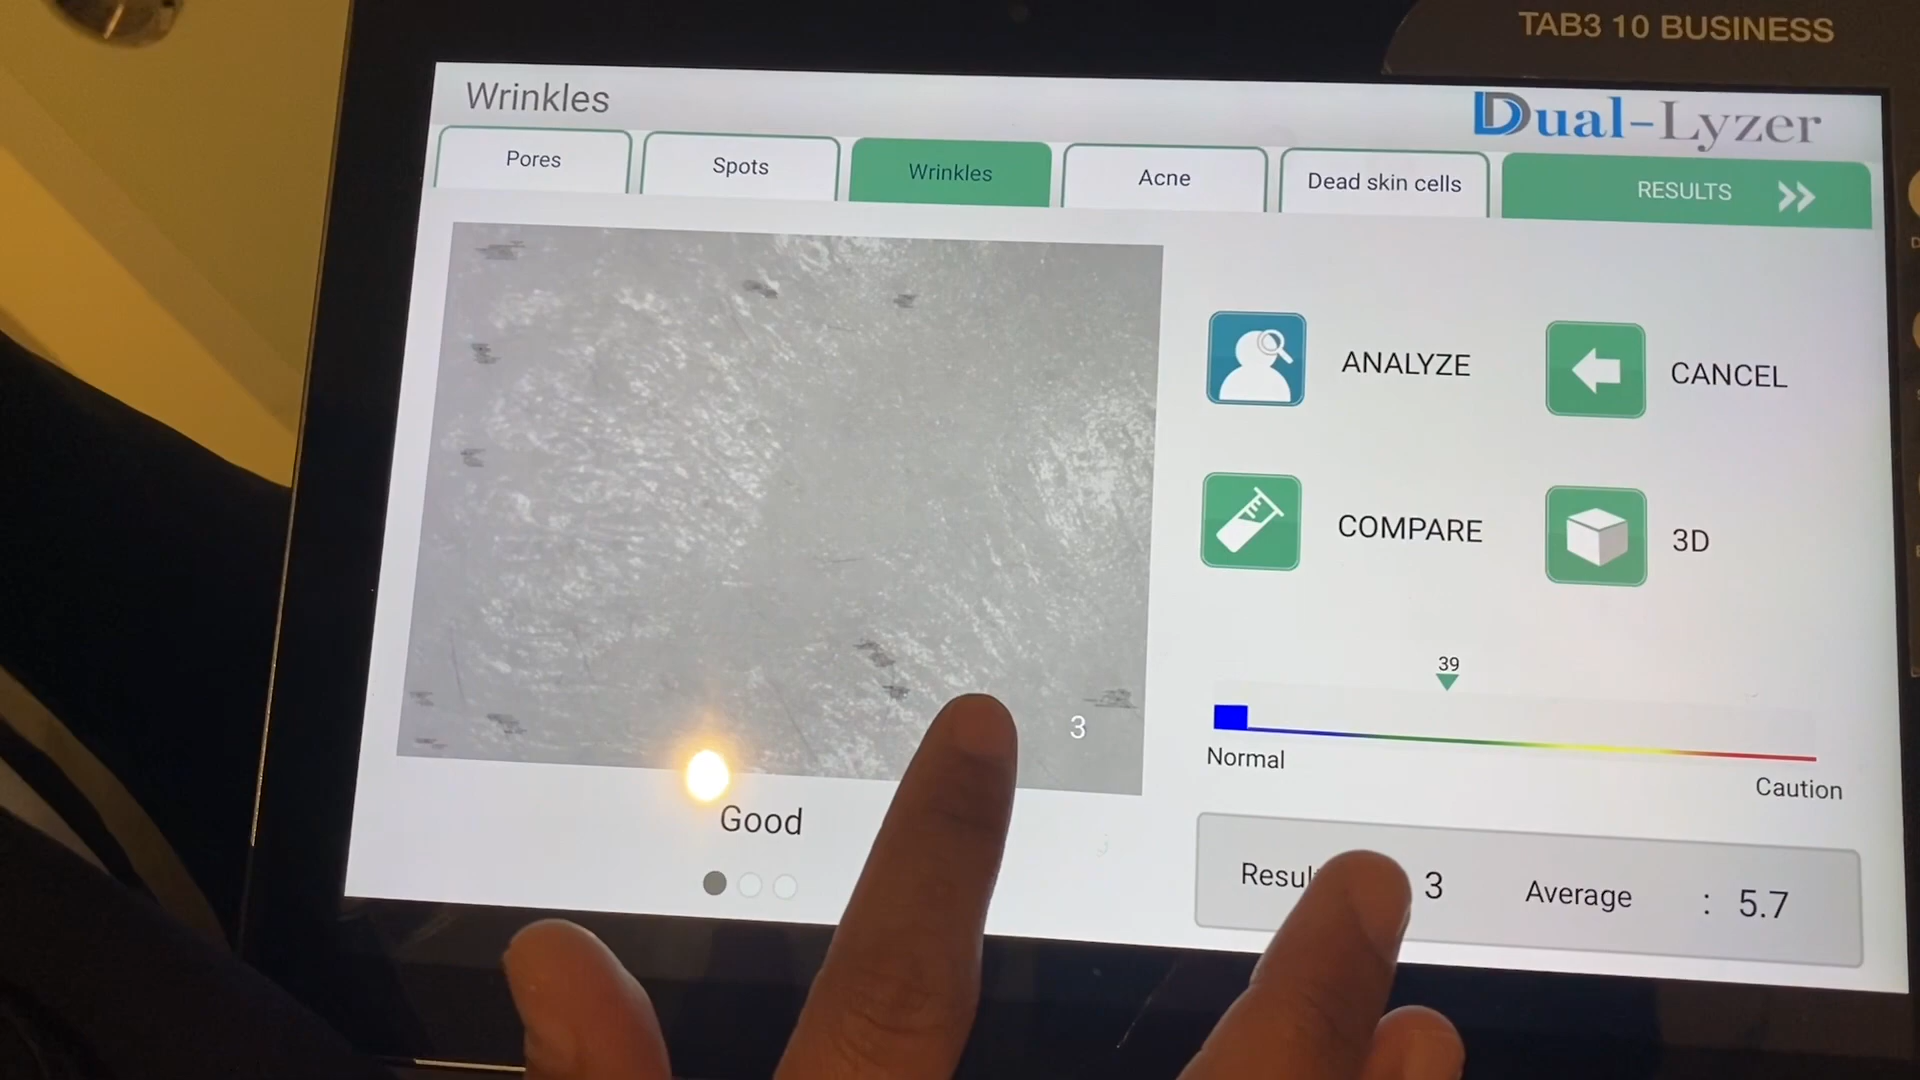 TAB3 10 BUSINESS
Wrinkles
Dual-Lyzer
Pores
Spots
Wrinkles
Acne
Dead skin cells
RESULTS
ANALYZE
CANCEL
COMPARE
3D
39
3
Normal
Caution
Good
3
Average : 5.7